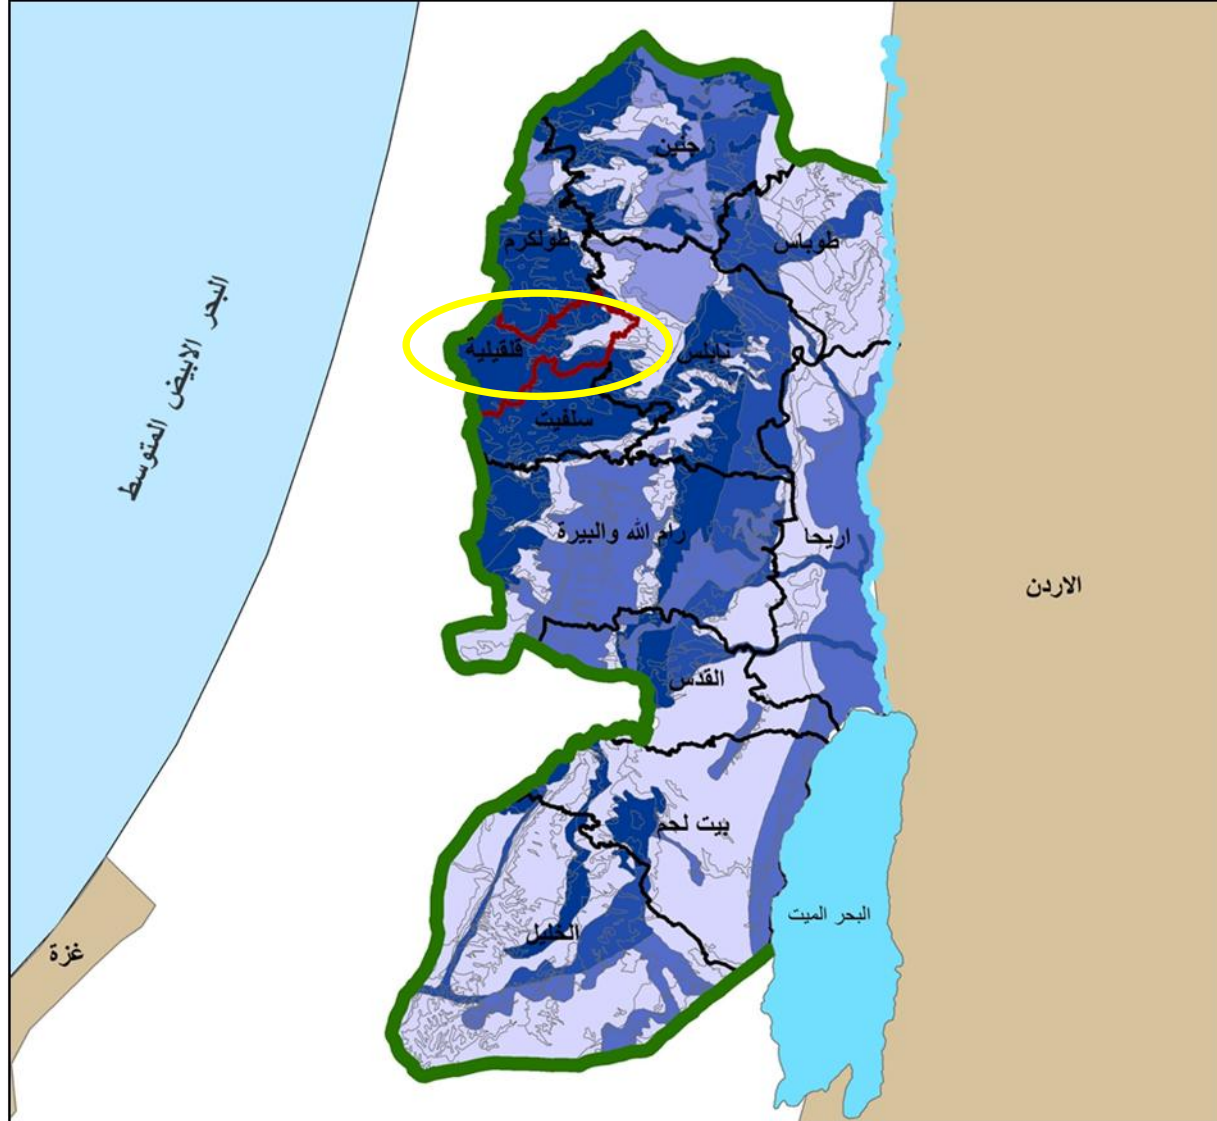 جنين
طولكرم
طوباس
قلقيلية
نابلس
سلفيت
رام الله والبيرة
اريحا
القدس
بيت لحم
الخليل
البحر الابيض المتوسط
الاردن
البحر الميت
غزة